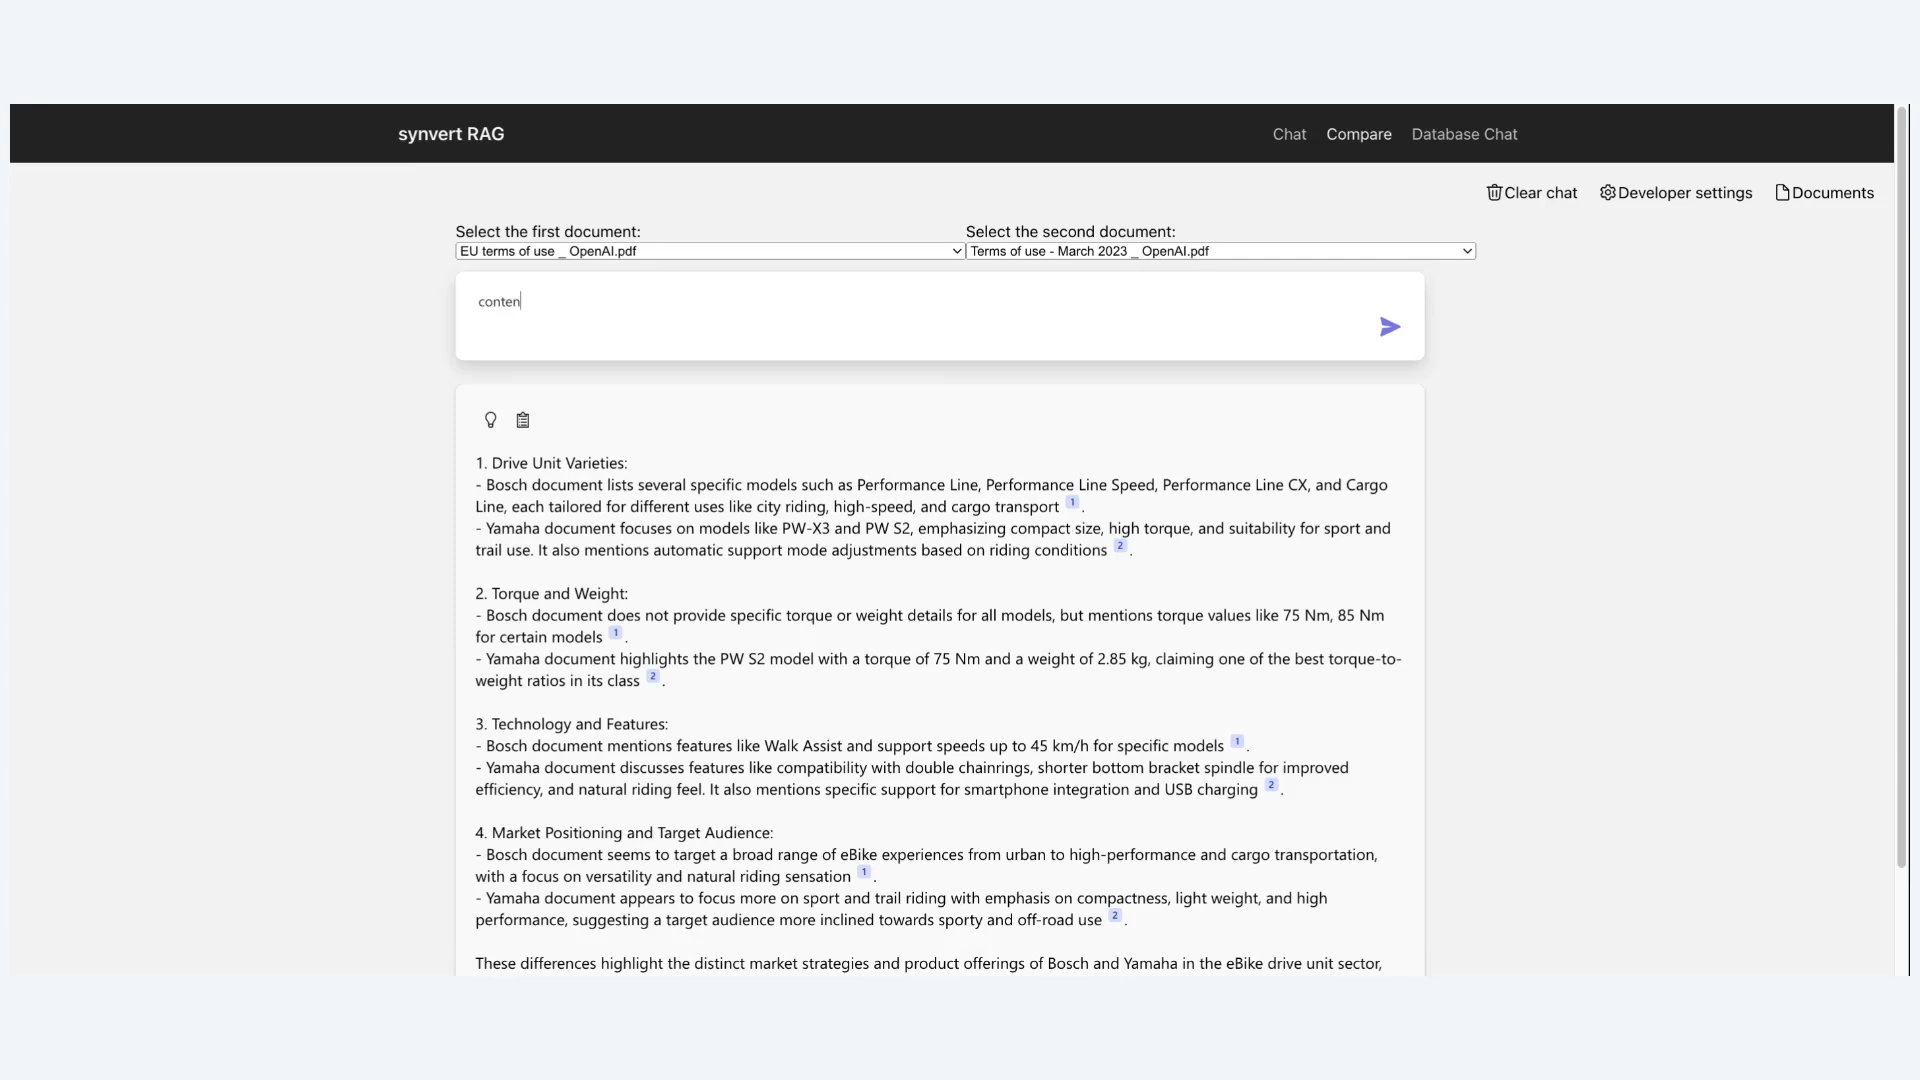 synvert RAG
Chat Compare Database Chat
Clear chat Developer settings Documents
Select the first document: Select the second document:
EU terms of use _ OpenAI.pdf Terms of use - March 2023 _ OpenAI.pdf
conten
1. Drive Unit Varieties:
- Bosch document lists several specific models such as Performance Line, Performance Line Speed, Performance Line CX, and Cargo
Line, each tailored for different uses like city riding, high-speed, and cargo transport 1 .
- Yamaha document focuses on models like PW-X3 and PW S2, emphasizing compact size, high torque, and suitability for sport and
trail use. It also mentions automatic support mode adjustments based on riding conditions 2 .
2. Torque and Weight:
- Bosch document does not provide specific torque or weight details for all models, but mentions torque values like 75 Nm, 85 Nm
for certain models 1 .
- Yamaha document highlights the PW S2 model with a torque of 75 Nm and a weight of 2.85 kg, claiming one of the best torque-to-
weight ratios in its class 2 .
3. Technology and Features:
- Bosch document mentions features like Walk Assist and support speeds up to 45 km/h for specific models 1 .
- Yamaha document discusses features like compatibility with double chainrings, shorter bottom bracket spindle for improved
efficiency, and natural riding feel. It also mentions specific support for smartphone integration and USB charging 2 .
4. Market Positioning and Target Audience:
- Bosch document seems to target a broad range of eBike experiences from urban to high-performance and cargo transportation,
with a focus on versatility and natural riding sensation 1 .
- Yamaha document appears to focus more on sport and trail riding with emphasis on compactness, light weight, and high
performance, suggesting a target audience more inclined towards sporty and off-road use 2 .
These differences highlight the distinct market strategies and product offerings of Bosch and Yamaha in the eBike drive unit sector,